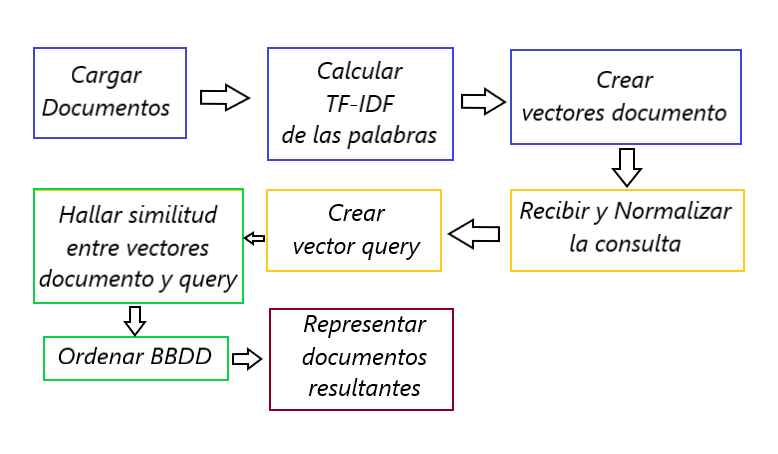 Cargar
Documentos
Calcular
TF-IDF
de las palabras
Crear
vectores documento
Recibir y Normalizar
la consulta
Crear
vector query
Hallar similitud
entre vectores
documento y query
Ordenar BBDD
Representar
documentos
resultantes